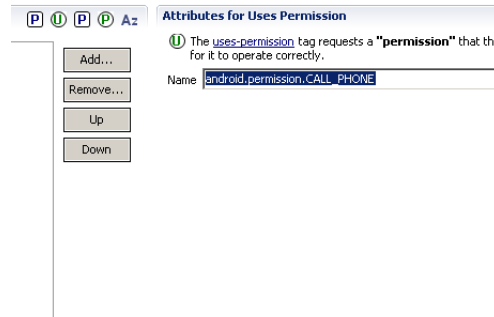 P U P P Az
Attributes for Uses Permission
U The uses-permission tag requests a "permission" that th
for it to operate correctly.
Add...
Remove...
Up
Down
Name android.permission.CALL_PHONE